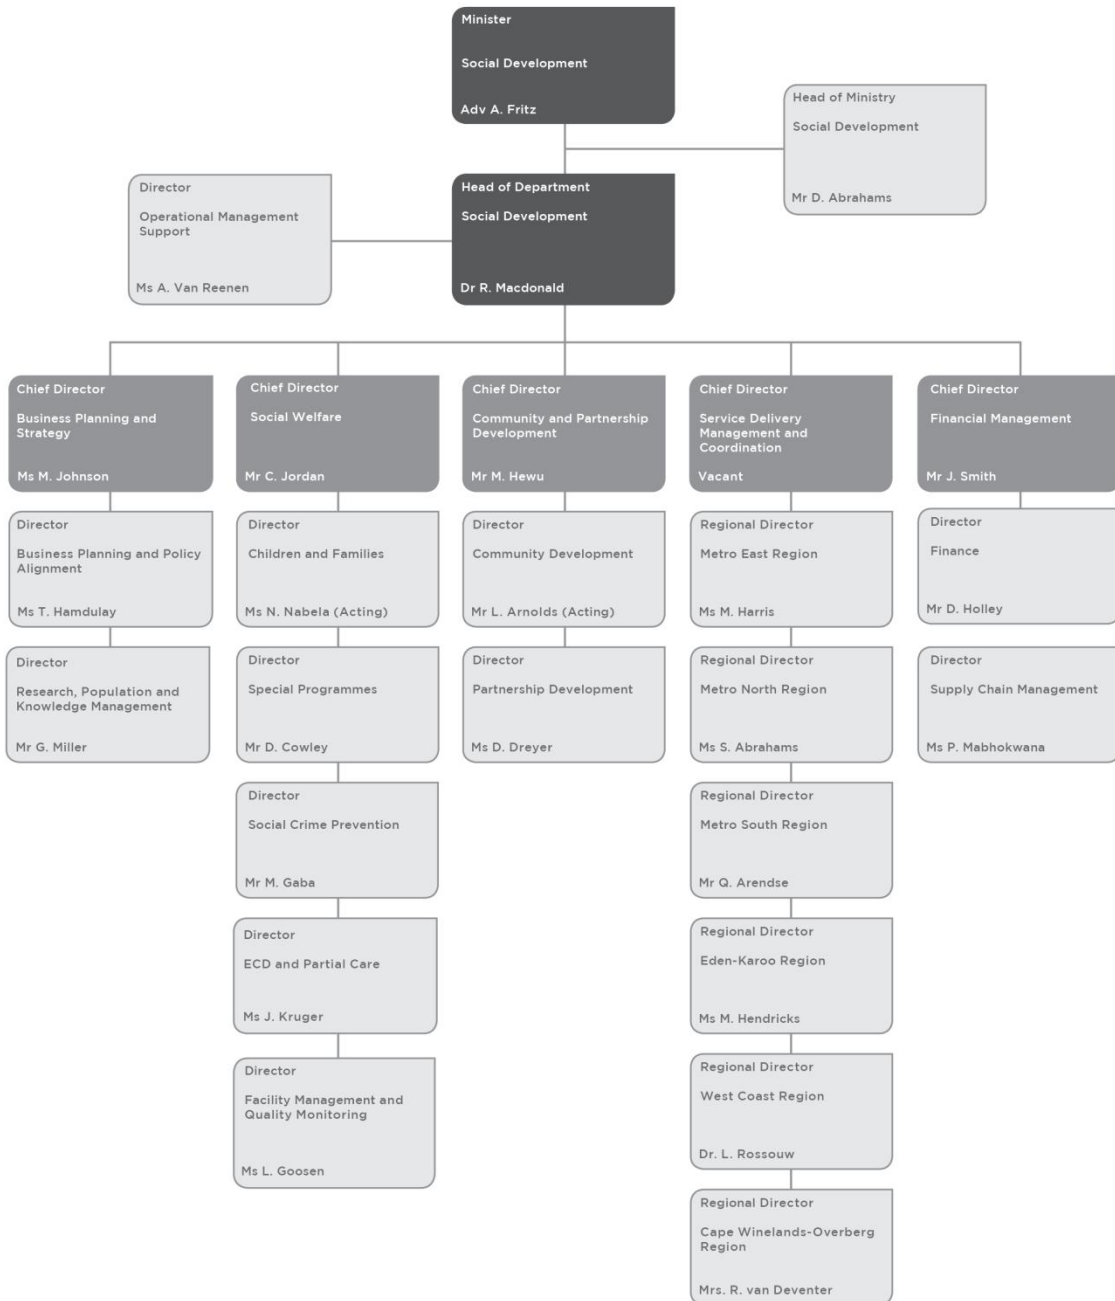 Minister
Social Development
Adv A. Fritz
Head of Ministry
Social Development
Mr D. Abrahams
Director
Operational Management
Support
Ms A. Van Reenen
Head of Department
Social Development
Dr R. Macdonald
Chief Director
Business Planning and
Strategy
Ms M. Johnson
Director
Business Planning and Policy
Alignment
Ms T. Hamdulay
Director
Research, Population and
Knowledge Management
Mr G. Miller
Chief Director
Social Welfare
Mr C. Jordan
Director
Children and Families
Ms N. Nabela (Acting)
Director
Special Programmes
Mr D. Cowley
Director
Social Crime Prevention
Mr M. Gaba
Director
ECD and Partial Care
Ms J. Kruger
Director
Facility Management and
Quality Monitoring
Ms L. Goosen
Chief Director
Community and Partnership
Development
Mr M. Hewu
Director
Community Development
Mr L. Arnolds (Acting)
Director
Partnership Development
Ms D. Dreyer
Chief Director
Service Delivery
Management and
Coordination
Vacant
Regional Director
Metro East Region
Ms M. Harris
Regional Director
Metro North Region
Ms S. Abrahams
Regional Director
Metro South Region
Mr Q. Arendse
Regional Director
Eden-Karoo Region
Ms M. Hendricks
Regional Director
West Coast Region
Dr. L. Rossouw
Regional Director
Cape Winelands-Overberg
Region
Mrs. R. van Deventer
Chief Director
Financial Management
Mr J. Smith
Director
Finance
Mr D. Holley
Director
Supply Chain Management
Ms P. Mabhokwana